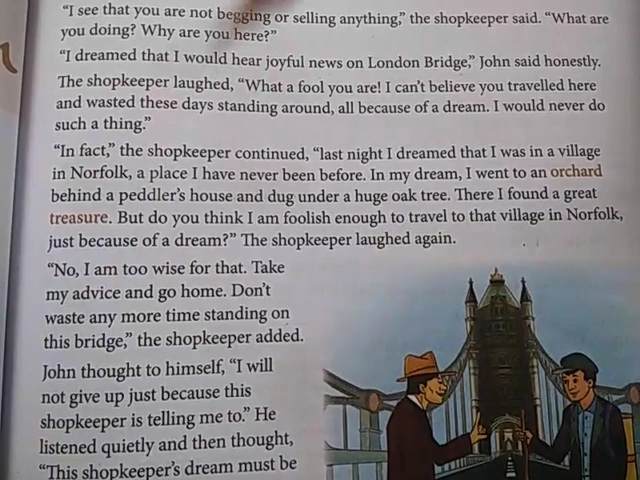 “I see that you are not begging or selling anything,” the shopkeeper said. “What are
you doing? Why are you here?”
“I dreamed that I would hear joyful news on London Bridge,” John said honestly.
The shopkeeper laughed, “What a fool you are! I can’t believe you travelled here
and wasted these days standing around, all because of a dream. I would never do
such a thing.”
“In fact,” the shopkeeper continued, “last night I dreamed that I was in a village
in Norfolk, a place I have never been before. In my dream, I went to an orchard
behind a peddler’s house and dug under a huge oak tree. There I found a great
treasure. But do you think I am foolish enough to travel to that village in Norfolk,
just because of a dream?” The shopkeeper laughed again.
“No, I am too wise for that. Take
my advice and go home. Don’t
waste any more time standing on
this bridge,” the shopkeeper added.
John thought to himself, “I will
not give up just because this
shopkeeper is telling me to.” He
listened quietly and then thought,
“This shopkeeper’s dream must be